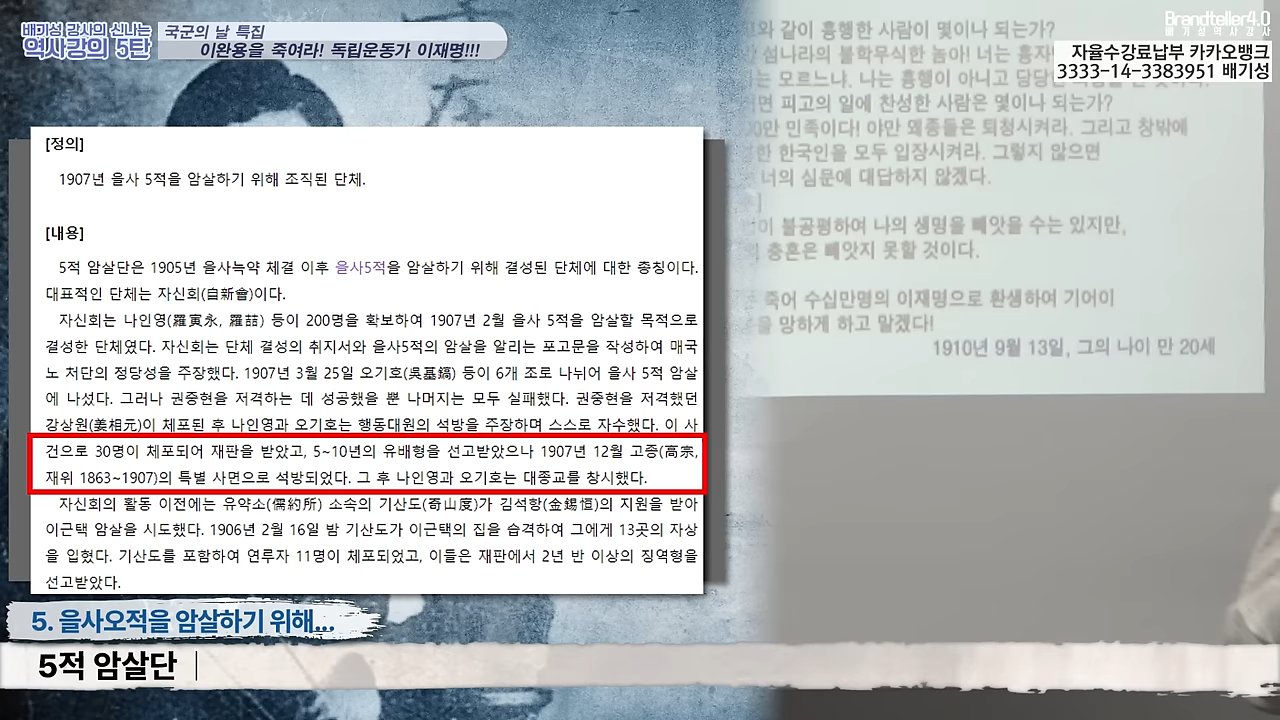 배기성 강사의 신나는
역사강의 5탄
국군의 날 특집
이완용을 죽여라! 독립운동가 이재명!!!
Brandteller4.0
배기성역사강사
자율수강료납부 카카오뱅크
3333-14-3383951 배기성
[정의]
1907년 을사 5적을 암살하기 위해 조직된 단체.
[내용]
5적 암살단은 1905년 을사늑약 체결 이후 을사5적을 암살하기 위해 결성된 단체에 대한 총칭이다.
대표적인 단체는 자신회(自新會)이다.
자신회는 나인영(羅寅永, 羅喆) 등이 200명을 확보하여 1907년 2월 을사 5적을 암살할 목적으로
결성한 단체였다. 자신회는 단체 결성의 취지서와 을사5적의 암살을 알리는 포고문을 작성하여 매국
노 처단의 정당성을 주장했다. 1907년 3월 25일 오기호(吳基鎬) 등이 6개 조로 나뉘어 을사 5적 암살
에 나섰다. 그러나 권중현을 저격하는 데 성공했을 뿐 나머지는 모두 실패했다. 권중현을 저격했던
강상원(姜相元)이 체포된 후 나인영과 오기호는 행동대원의 석방을 주장하며 스스로 자수했다. 이 사
건으로 30명이 체포되어 재판을 받았고, 5~10년의 유배형을 선고받았으나 1907년 12월 고종(高宗,
재위 1863~1907)의 특별 사면으로 석방되었다. 그 후 나인영과 오기호는 대종교를 창시했다.
자신회의 활동 이전에는 유약소(儒約所) 소속의 기산도(奇山度)가 김석항(金錫恒)의 지원을 받아
이근택 암살을 시도했다. 1906년 2월 16일 밤 기산도가 이근택의 집을 습격하여 그에게 13곳의 자상
을 입혔다. 기산도를 포함하여 연루자 11명이 체포되었고, 이들은 재판에서 2년 반 이상의 징역형을
선고받았다.
와 같이 흉행한 사람이 몇이나 되는가?
나라의 불학무식한 놈아! 너는 흉자
는 모르느냐. 나는 흉행이 아니고 당당한
면 피고의 일에 찬성한 사람은 몇이나 되는가?
만 민족이다! 야만 왜종들은 퇴청시켜라. 그리고 창밖에
한 한국인을 모두 입장시켜라. 그렇지 않으면
너의 심문에 대답하지 않겠다.
이 불공평하여 나의 생명을 빼앗을 수는 있지만,
충혼은 빼앗지 못할 것이다.
죽어 수십만명의 이재명으로 환생하여 기어이
을 망하게 하고 말겠다!
1910년 9월 13일, 그의 나이 만 20세
5. 을사오적을 암살하기 위해...
5적 암살단